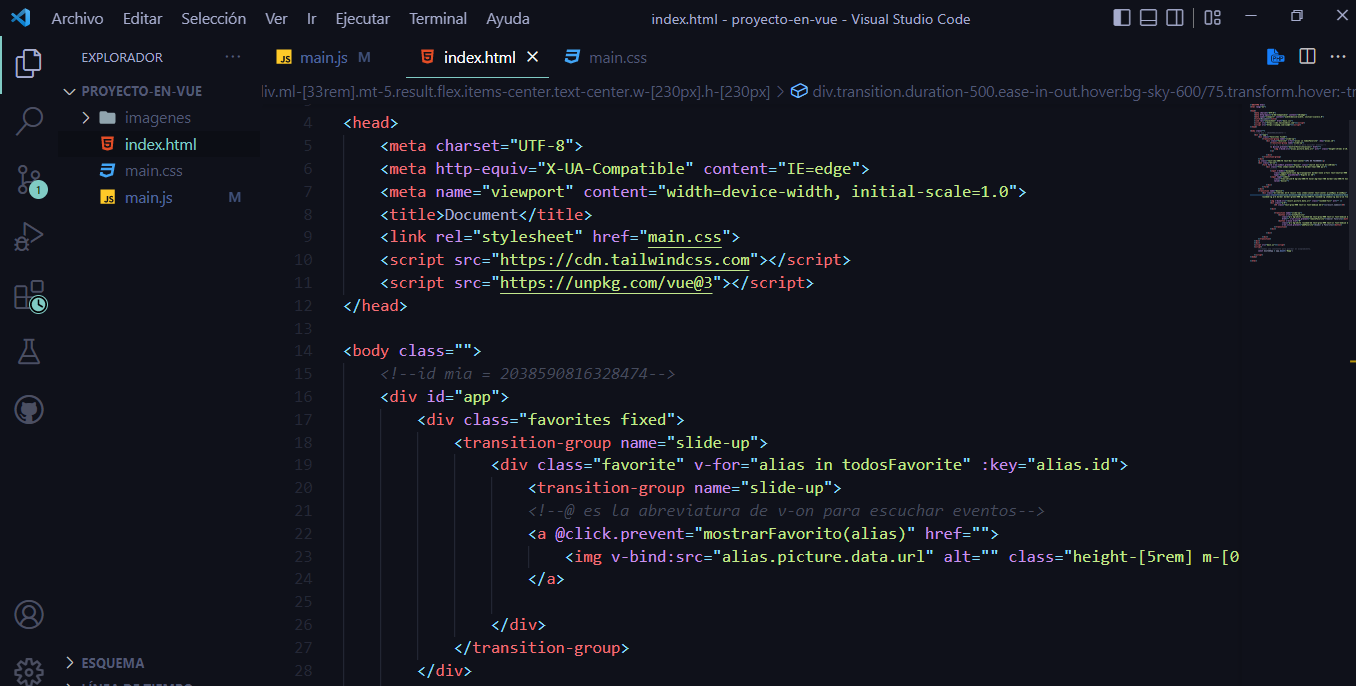 Archivo Editar Selección Ver Ir Ejecutar Terminal Ayuda
index.html - proyecto-en-vue - Visual Studio Code
EXPLORADOR ...
JS main.js M
index.html
main.css
PROYECTO-EN-VUE
div.ml-[33rem].mt-5.result.flex.items-center.text-center.w-[230px].h-[230px] > div.transition.duration-500.ease-in-out.hover:bg-sky-600/75.transform.hover:-tr
imagenes
index.html
main.css
JS main.js M
1
4 <head>
5 <meta charset="UTF-8">
6 <meta http-equiv="X-UA-Compatible" content="IE=edge">
7 <meta name="viewport" content="width=device-width, initial-scale=1.0">
8 <title>Document</title>
9 <link rel="stylesheet" href="main.css">
10 <script src="https://cdn.tailwindcss.com"></script>
11 <script src="https://unpkg.com/vue@3"></script>
12 </head>
13
14 <body class="">
15 <!--id mia = 2038590816328474-->
16 <div id="app">
17 <div class="favorites fixed">
18 <transition-group name="slide-up">
19 <div class="favorite" v-for="alias in todosFavorite" :key="alias.id">
20 <transition-group name="slide-up">
21 <!--@ es la abreviatura de v-on para escuchar eventos-->
22 <a @click.prevent="mostrarFavorito(alias)" href="">
23 <img v-bind:src="alias.picture.data.url" alt="" class="height-[5rem] m-[0
24 </a>
25
26 </div>
27 </transition-group>
28 </div>
ESQUEMA
LÍNEA DE TIEMPO